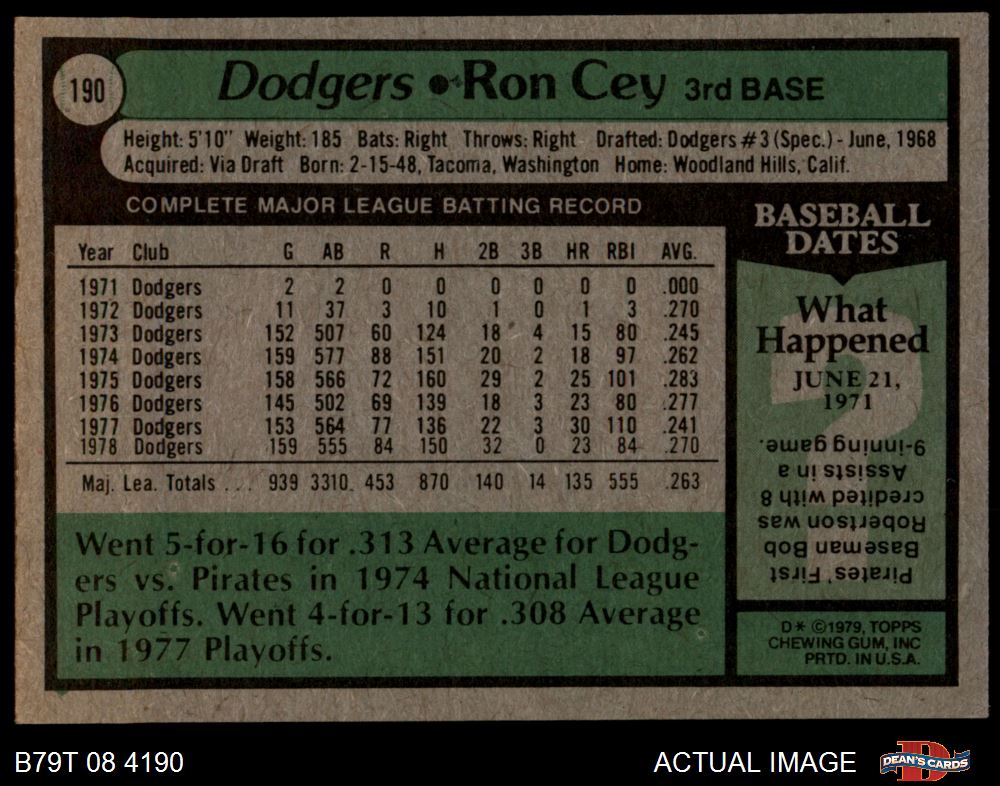 190
Dodgers ● Ron Cey 3rd BASE
Height: 5'10" Weight: 185 Bats: Right Throws: Right Drafted: Dodgers #3 (Spec.) - June, 1968
Acquired: Via Draft Born: 2-15-48, Tacoma, Washington Home: Woodland Hills, Calif.
COMPLETE MAJOR LEAGUE BATTING RECORD
Year Club G AB R H 2B 3B HR RBI AVG.
1971 Dodgers 2 2 0 0 0 0 0 0 .000
1972 Dodgers 11 37 3 10 1 0 1 3 .270
1973 Dodgers 152 507 60 124 18 4 15 80 .245
1974 Dodgers 159 577 88 151 20 2 18 97 .262
1975 Dodgers 158 566 72 160 29 2 25 101 .283
1976 Dodgers 145 502 69 139 18 3 23 80 .277
1977 Dodgers 153 564 77 136 22 3 30 110 .241
1978 Dodgers 159 555 84 150 32 0 23 84 .270
Maj. Lea. Totals ... 939 3310 453 870 140 14 135 555 .263
Went 5-for-16 for .313 Average for Dodg-
ers vs. Pirates in 1974 National League
Playoffs. Went 4-for-13 for .308 Average
in 1977 Playoffs.
BASEBALL
DATES
What
Happened
JUNE 21,
1971
Pirates' First
Baseman Bob
Robertson was
credited with 8
Assists in a
9-inning game.
D* ©1979, TOPPS
CHEWING GUM, INC
PRTD. IN U.S.A.
B79T 08 4190
ACTUAL IMAGE
D
DEAN'S CARDS